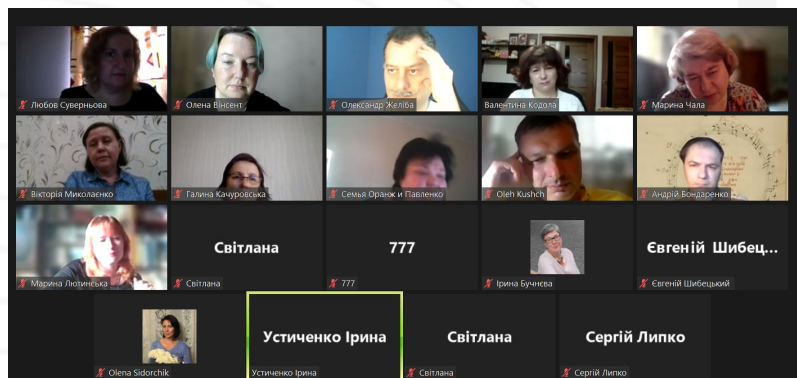 Любов Суверньова
Олена Вінсент
Олександр Желіба
Валентина Кодола
Марина Чала
Вікторія Миколаєнко
Галина Качуровська
Семья Оранж и Павленко
Oleh Kushch
Андрій Бондаренко
Марина Лютинська
Світлана
Світлана
777
777
Ірина Бучнєва
Євгеній Шибец...
Євгеній Шибецький
Olena Sidorchik
Устиченко Ірина
Устиченко Ірина
Світлана
Світлана
Сергій Липко
Сергій Липко